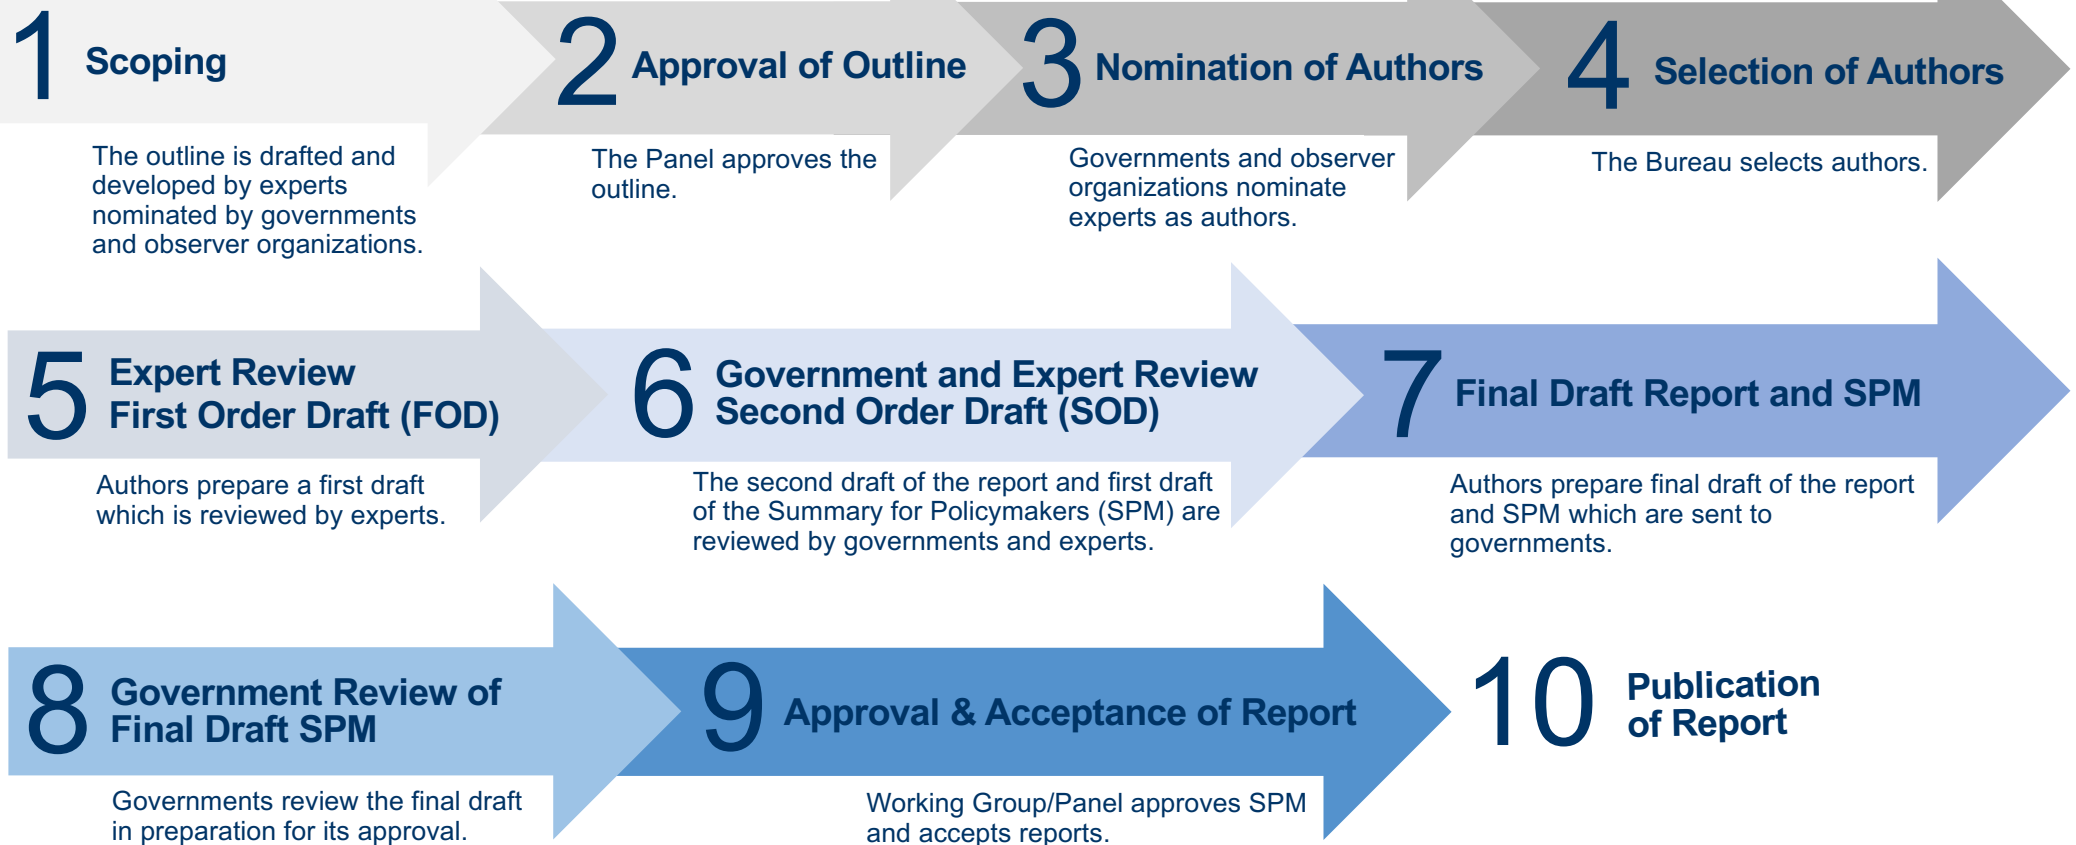 1 Scoping
The outline is drafted and
developed by experts
nominated by governments
and observer organizations.
2 Approval of Outline
The Panel approves the
outline.
3 Nomination of Authors
Governments and observer
organizations nominate
experts as authors.
4 Selection of Authors
The Bureau selects authors.
5 Expert Review
First Order Draft (FOD)
Authors prepare a first draft
which is reviewed by experts.
6 Government and Expert Review
Second Order Draft (SOD)
The second draft of the report and first draft
of the Summary for Policymakers (SPM) are
reviewed by governments and experts.
7 Final Draft Report and SPM
Authors prepare final draft of the report
and SPM which are sent to
governments.
8 Government Review of
Final Draft SPM
Governments review the final draft
in preparation for its approval.
9 Approval & Acceptance of Report
Working Group/Panel approves SPM
and accepts reports.
10 Publication
of Report